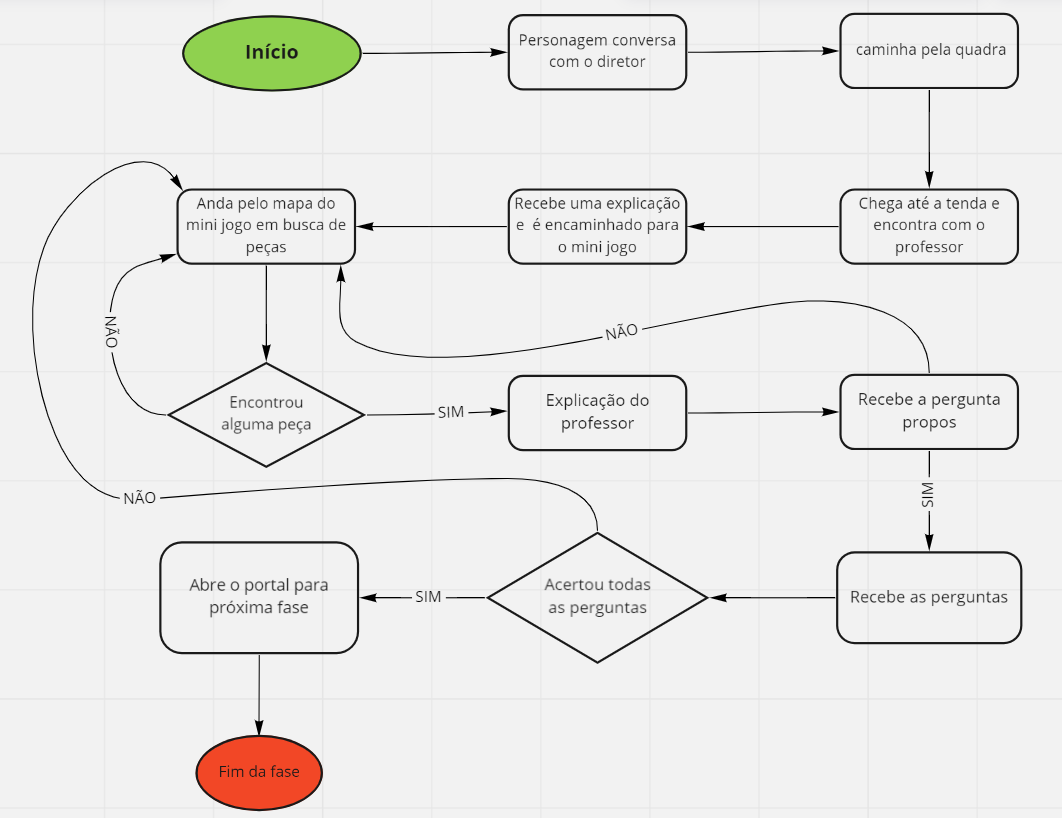 Início
Personagem conversa
com o diretor
caminha pela quadra
Chega até a tenda e
encontra com o
professor
Recebe uma explicação
e é encaminhado para
o mini jogo
Anda pelo mapa do
mini jogo em busca de
peças
NÃO
Encontrou
alguma peça
SIM
Explicação do
professor
NÃO
Recebe a pergunta
propos
SIM
Recebe as perguntas
Acertou todas
as perguntas
NÃO
SIM
Abre o portal para
próxima fase
Fim da fase